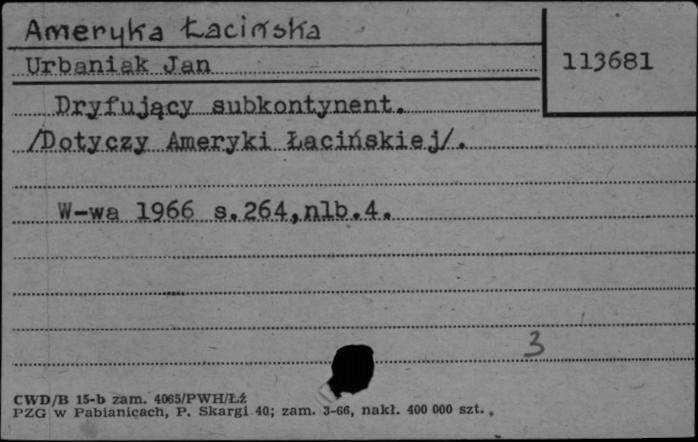 Ameryka Łacińska
Urbaniak Jan
113681
Dryfujący subkontynent.
/Dotyczy Ameryki Łacińskiej/.
W-wa 1966 s.264,nlb.4.
3
CWD/B 15-b zam. 4065/PWH/Łź
PZG w Pabianicach, P. Skargi 40; zam. 3-66, nakł. 400 000 szt.